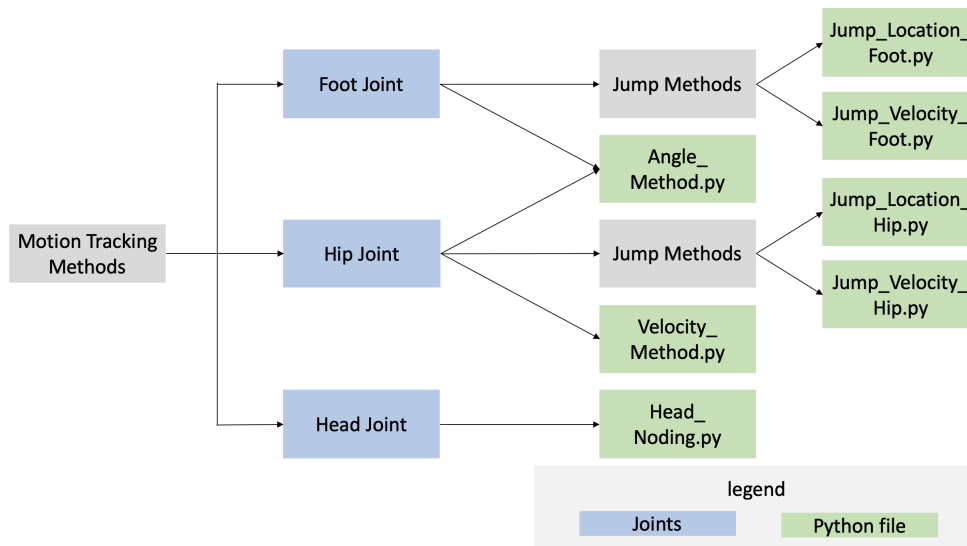 Motion Tracking
Methods
Foot Joint
Hip Joint
Head Joint
Jump Methods
Angle_
Method.py
Jump Methods
Velocity_
Method.py
Head_
Noding.py
Jump_Location_
Foot.py
Jump_Velocity_
Foot.py
Jump_Location_
Hip.py
Jump_Velocity_
Hip.py
legend
Joints
Python file